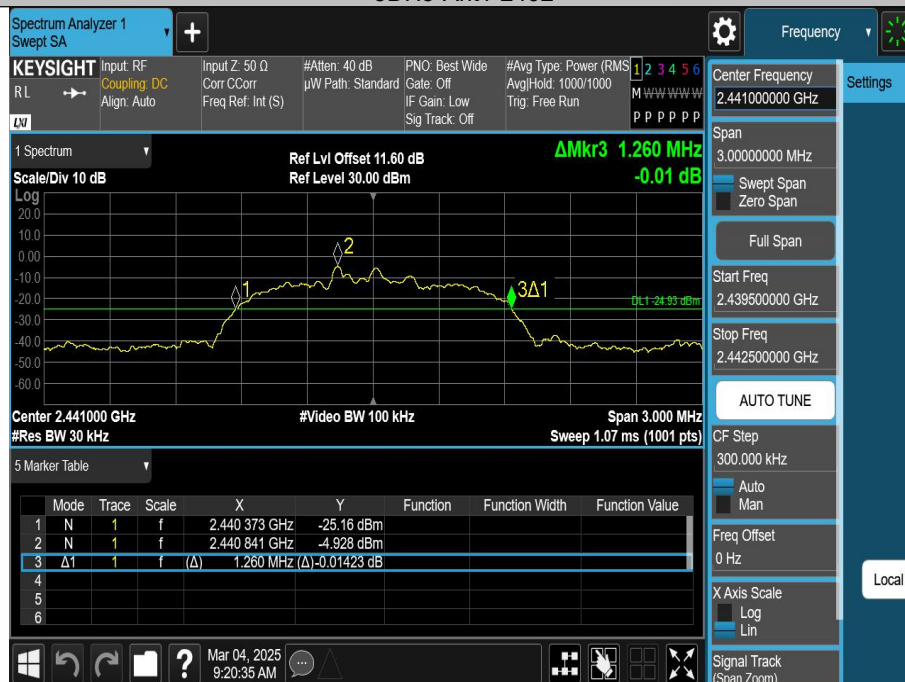 Spectrum Analyzer 1
Swept SA
+
Frequency
KEYSIGHT
RL
LXI
Input: RF
Coupling: DC
Align: Auto
Input Z: 50 Ω
Corr CCorr
Freq Ref: Int (S)
#Atten: 40 dB
µW Path: Standard
PNO: Best Wide
Gate: Off
IF Gain: Low
Sig Track: Off
#Avg Type: Power (RMS
Avg|Hold: 1000/1000
Trig: Free Run
1 2 3 4 5 6
M W W W W W
P P P P P P
1 Spectrum
Scale/Div 10 dB
Ref Lvl Offset 11.60 dB
Ref Level 30.00 dBm
ΔMkr3 1.260 MHz
-0.01 dB
Log
20.0
10.0
0.00
-10.0
-20.0
-30.0
-40.0
-50.0
-60.0
1
2
3Δ1
DL1 -24.93 dBm
Center 2.441000 GHz
#Video BW 100 kHz
Span 3.000 MHz
#Res BW 30 kHz
Sweep 1.07 ms (1001 pts)
5 Marker Table
Mode Trace Scale X Y Function Function Width Function Value
1 N 1 f 2.440 373 GHz -25.16 dBm
2 N 1 f 2.440 841 GHz -4.928 dBm
3 Δ1 1 f (Δ) 1.260 MHz (Δ) -0.01423 dB
4
5
6
?
Mar 04, 2025
9:20:35 AM
Center Frequency
2.441000000 GHz
Settings
Span
3.00000000 MHz
Swept Span
Zero Span
Full Span
Start Freq
2.439500000 GHz
Stop Freq
2.442500000 GHz
AUTO TUNE
CF Step
300.000 kHz
Auto
Man
Freq Offset
0 Hz
Local
X Axis Scale
Log
Lin
Signal Track
(Span Zoom)